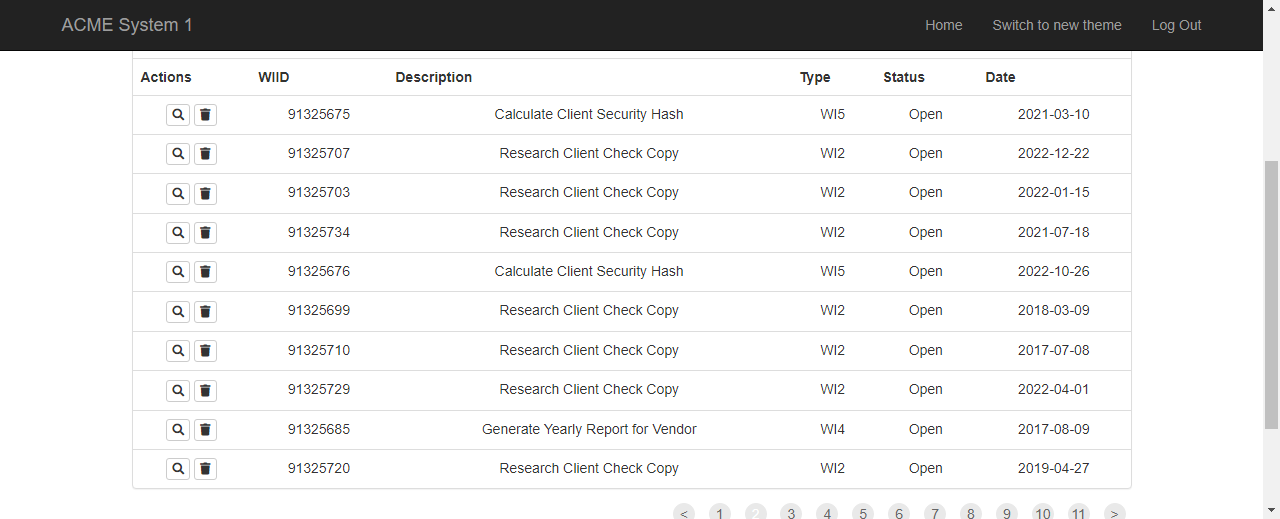 ACME System 1 Home Switch to new theme Log Out
Actions WIID Description Type Status Date
91325675 Calculate Client Security Hash WI5 Open 2021-03-10
91325707 Research Client Check Copy WI2 Open 2022-12-22
91325703 Research Client Check Copy WI2 Open 2022-01-15
91325734 Research Client Check Copy WI2 Open 2021-07-18
91325676 Calculate Client Security Hash WI5 Open 2022-10-26
91325699 Research Client Check Copy WI2 Open 2018-03-09
91325710 Research Client Check Copy WI2 Open 2017-07-08
91325729 Research Client Check Copy WI2 Open 2022-04-01
91325685 Generate Yearly Report for Vendor WI4 Open 2017-08-09
91325720 Research Client Check Copy WI2 Open 2019-04-27
< 1 2 3 4 5 6 7 8 9 10 11 >